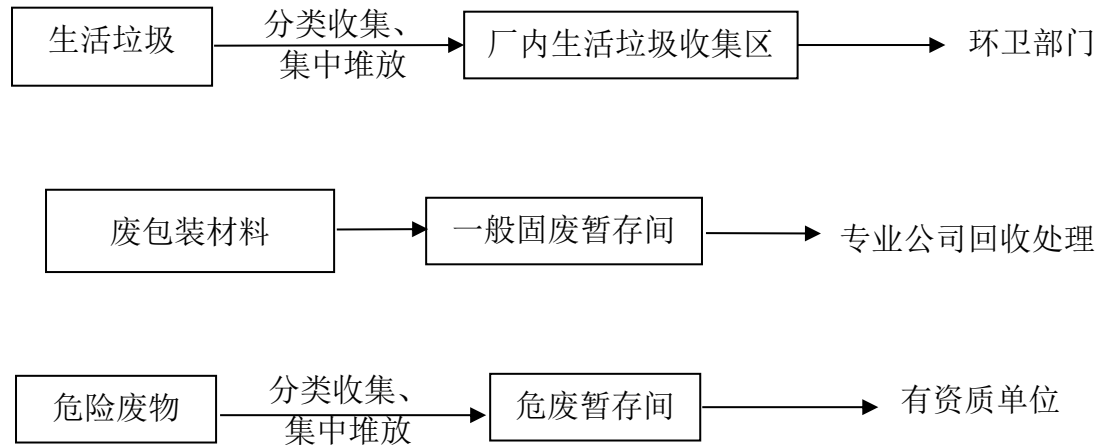 生活垃圾
分类收集、
集中堆放
厂内生活垃圾收集区
环卫部门
废包装材料
一般固废暂存间
专业公司回收处理
危险废物
分类收集、
集中堆放
危废暂存间
有资质单位